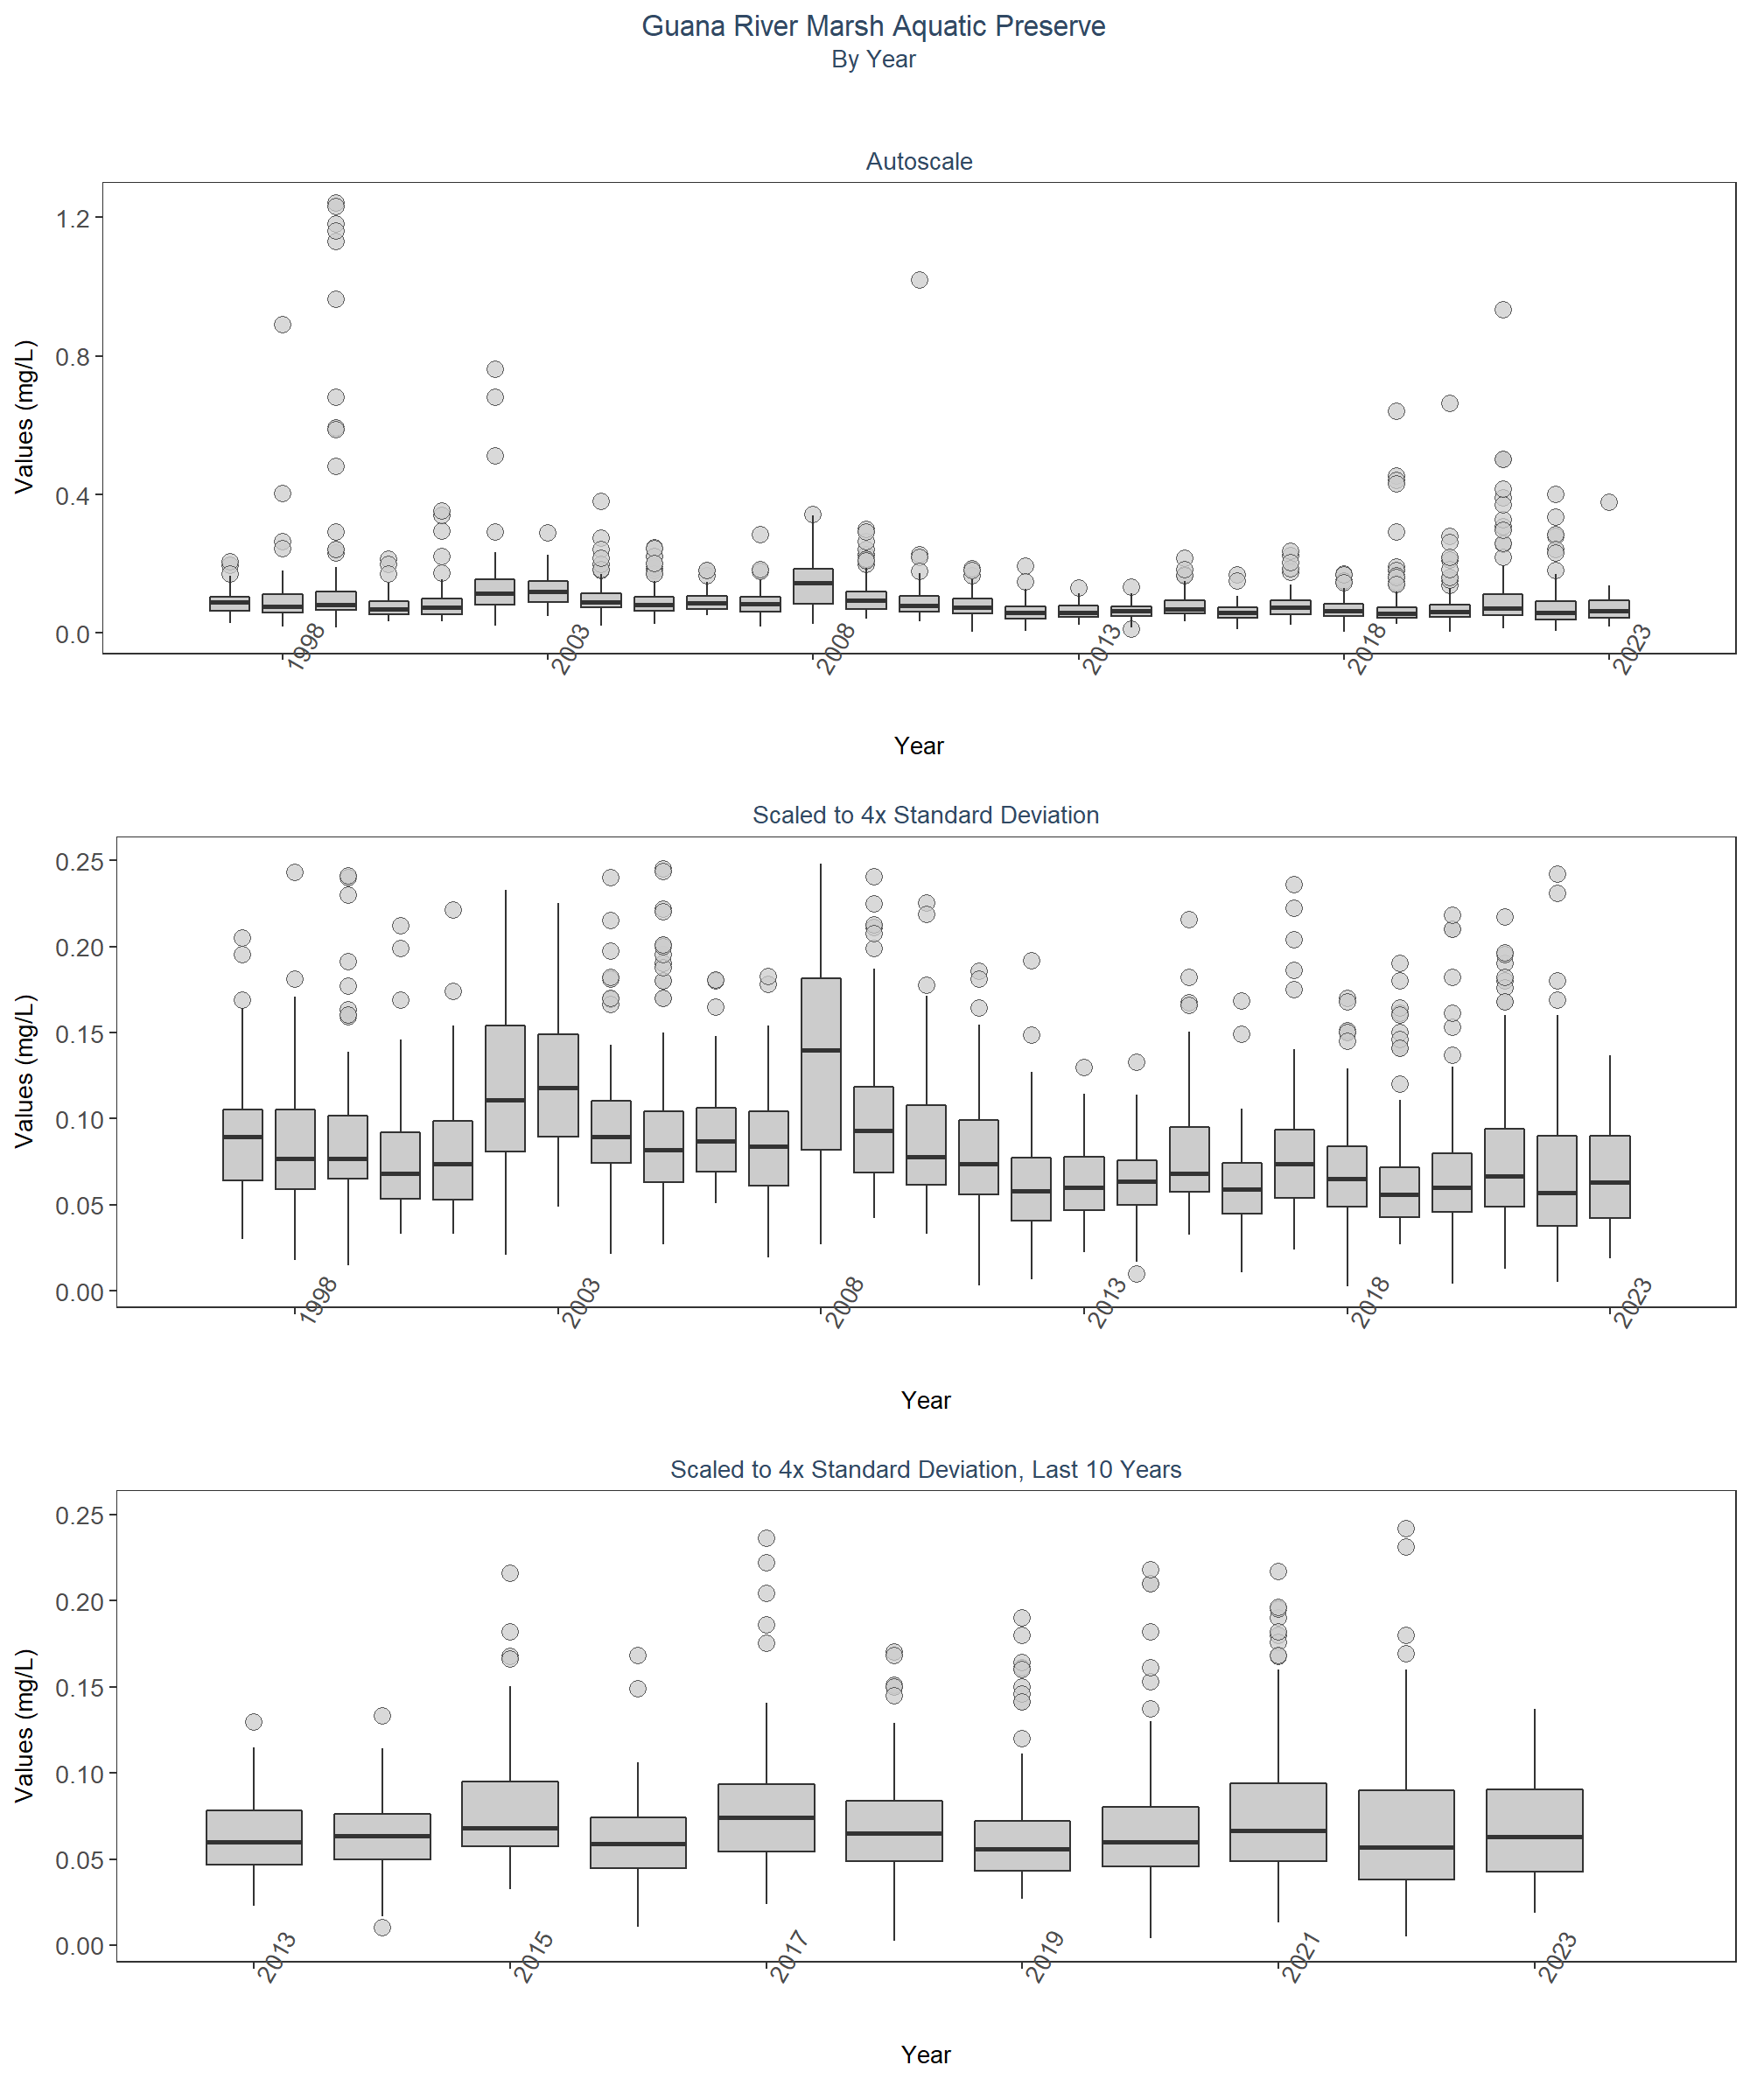 Guana River Marsh Aquatic Preserve
By Year
Autoscale
Values (mg/L)
1.2
0.8
0.4
0.0
1998 2003 2008 2013 2018 2023
Year
Scaled to 4x Standard Deviation
Values (mg/L)
0.25
0.20
0.15
0.10
0.05
0.00
1998 2003 2008 2013 2018 2023
Year
Scaled to 4x Standard Deviation, Last 10 Years
Values (mg/L)
0.25
0.20
0.15
0.10
0.05
0.00
2013 2015 2017 2019 2021 2023
Year